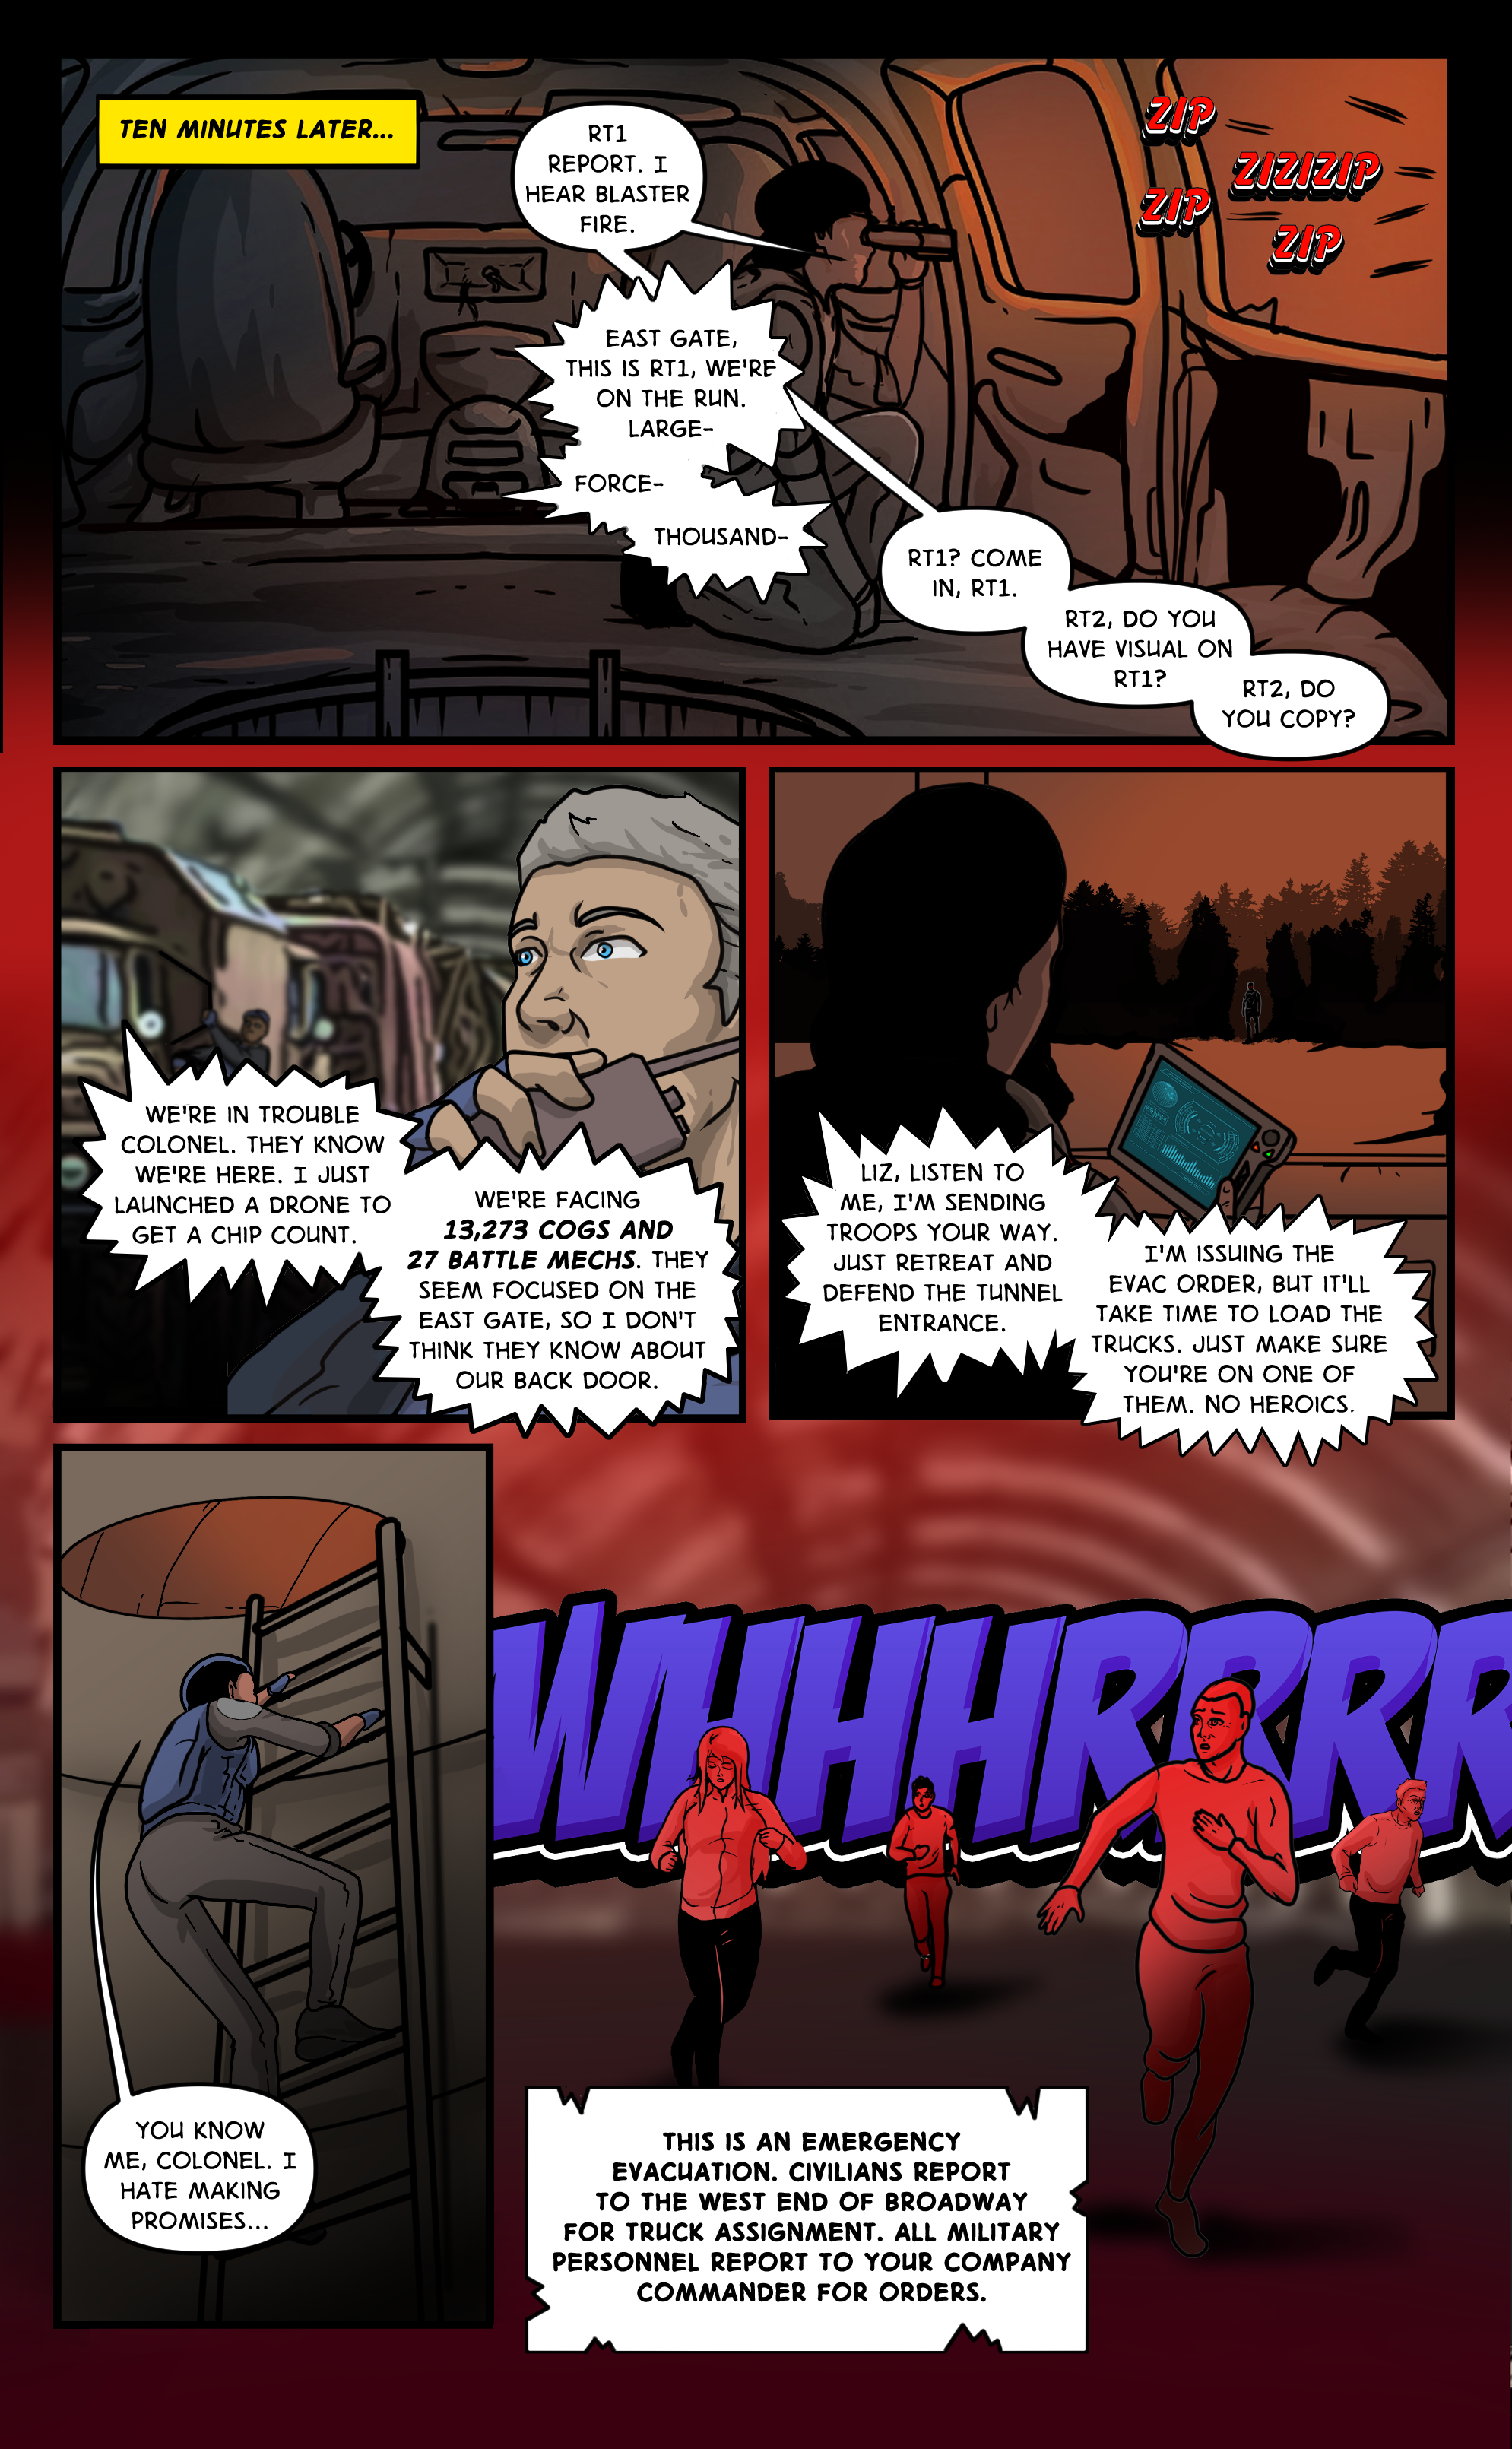 TEN MINUTES LATER...
RT1
REPORT. I
HEAR BLASTER
FIRE.
ZIP
ZIZIZIP
ZIP
ZIP
EAST GATE,
THIS IS RT1, WE'RE
ON THE RUN.
LARGE-
FORCE-
THOUSAND-
RT1? COME
IN, RT1.
RT2, DO YOU
HAVE VISUAL ON
RT1?
RT2, DO
YOU COPY?
WE'RE IN TROUBLE
COLONEL. THEY KNOW
WE'RE HERE. I JUST
LAUNCHED A DRONE TO
GET A CHIP COUNT.
WE'RE FACING
13,273 COGS AND
27 BATTLE MECHS. THEY
SEEM FOCUSED ON THE
EAST GATE, SO I DON'T
THINK THEY KNOW ABOUT
OUR BACK DOOR.
LIZ, LISTEN TO
ME, I'M SENDING
TROOPS YOUR WAY.
JUST RETREAT AND
DEFEND THE TUNNEL
ENTRANCE.
I'M ISSUING THE
EVAC ORDER, BUT IT'LL
TAKE TIME TO LOAD THE
TRUCKS. JUST MAKE SURE
YOU'RE ON ONE OF
THEM. NO HEROICS.
YOU KNOW
ME, COLONEL. I
HATE MAKING
PROMISES...
WHHHRRRR
THIS IS AN EMERGENCY
EVACUATION. CIVILIANS REPORT
TO THE WEST END OF BROADWAY
FOR TRUCK ASSIGNMENT. ALL MILITARY
PERSONNEL REPORT TO YOUR COMPANY
COMMANDER FOR ORDERS.